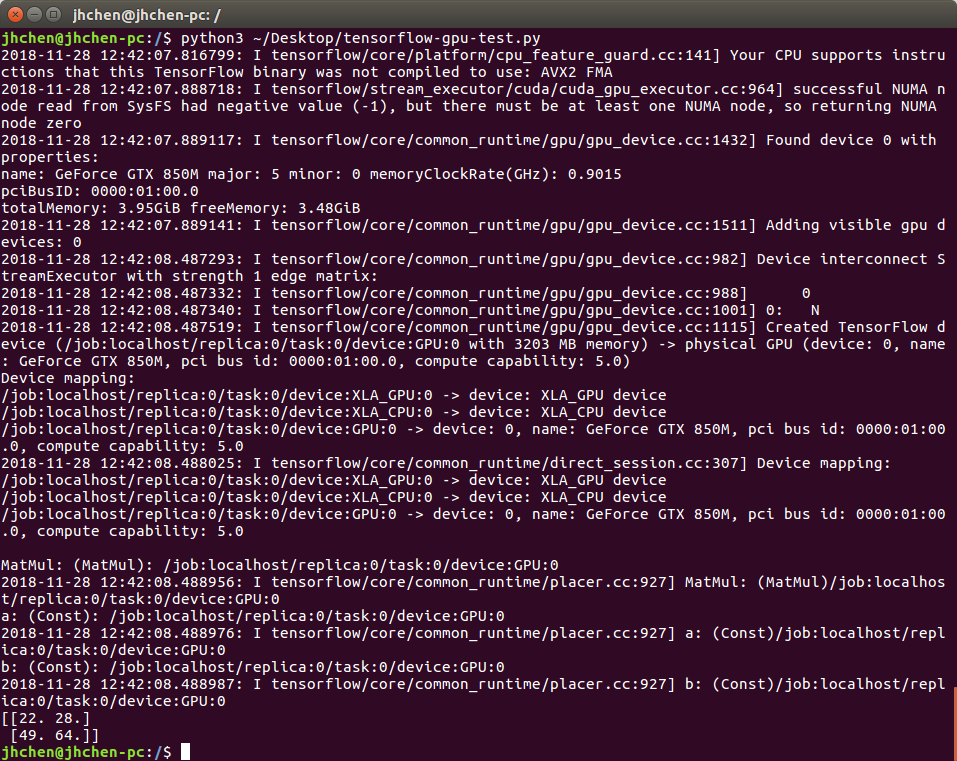 jhchen@jhchen-pc: /
jhchen@jhchen-pc:/$ python3 ~/Desktop/tensorflow-gpu-test.py
2018-11-28 12:42:07.816799: I tensorflow/core/platform/cpu_feature_guard.cc:141] Your CPU supports instru
ctions that this TensorFlow binary was not compiled to use: AVX2 FMA
2018-11-28 12:42:07.888718: I tensorflow/stream_executor/cuda/cuda_gpu_executor.cc:964] successful NUMA n
ode read from SysFS had negative value (-1), but there must be at least one NUMA node, so returning NUMA
node zero
2018-11-28 12:42:07.889117: I tensorflow/core/common_runtime/gpu/gpu_device.cc:1432] Found device 0 with
properties:
name: GeForce GTX 850M major: 5 minor: 0 memoryClockRate(GHz): 0.9015
pciBusID: 0000:01:00.0
totalMemory: 3.95GiB freeMemory: 3.48GiB
2018-11-28 12:42:07.889141: I tensorflow/core/common_runtime/gpu/gpu_device.cc:1511] Adding visible gpu d
evices: 0
2018-11-28 12:42:08.487293: I tensorflow/core/common_runtime/gpu/gpu_device.cc:982] Device interconnect S
treamExecutor with strength 1 edge matrix:
2018-11-28 12:42:08.487332: I tensorflow/core/common_runtime/gpu/gpu_device.cc:988]      0
2018-11-28 12:42:08.487340: I tensorflow/core/common_runtime/gpu/gpu_device.cc:1001] 0:   N
2018-11-28 12:42:08.487519: I tensorflow/core/common_runtime/gpu/gpu_device.cc:1115] Created TensorFlow d
evice (/job:localhost/replica:0/task:0/device:GPU:0 with 3203 MB memory) -> physical GPU (device: 0, name
: GeForce GTX 850M, pci bus id: 0000:01:00.0, compute capability: 5.0)
Device mapping:
/job:localhost/replica:0/task:0/device:XLA_GPU:0 -> device: XLA_GPU device
/job:localhost/replica:0/task:0/device:XLA_CPU:0 -> device: XLA_CPU device
/job:localhost/replica:0/task:0/device:GPU:0 -> device: 0, name: GeForce GTX 850M, pci bus id: 0000:01:00
.0, compute capability: 5.0
2018-11-28 12:42:08.488025: I tensorflow/core/common_runtime/direct_session.cc:307] Device mapping:
/job:localhost/replica:0/task:0/device:XLA_GPU:0 -> device: XLA_GPU device
/job:localhost/replica:0/task:0/device:XLA_CPU:0 -> device: XLA_CPU device
/job:localhost/replica:0/task:0/device:GPU:0 -> device: 0, name: GeForce GTX 850M, pci bus id: 0000:01:00
.0, compute capability: 5.0
MatMul: (MatMul): /job:localhost/replica:0/task:0/device:GPU:0
2018-11-28 12:42:08.488956: I tensorflow/core/common_runtime/placer.cc:927] MatMul: (MatMul)/job:localhos
t/replica:0/task:0/device:GPU:0
a: (Const): /job:localhost/replica:0/task:0/device:GPU:0
2018-11-28 12:42:08.488976: I tensorflow/core/common_runtime/placer.cc:927] a: (Const)/job:localhost/repl
ica:0/task:0/device:GPU:0
b: (Const): /job:localhost/replica:0/task:0/device:GPU:0
2018-11-28 12:42:08.488987: I tensorflow/core/common_runtime/placer.cc:927] b: (Const)/job:localhost/repl
ica:0/task:0/device:GPU:0
[[22. 28.]
 [49. 64.]]
jhchen@jhchen-pc:/$